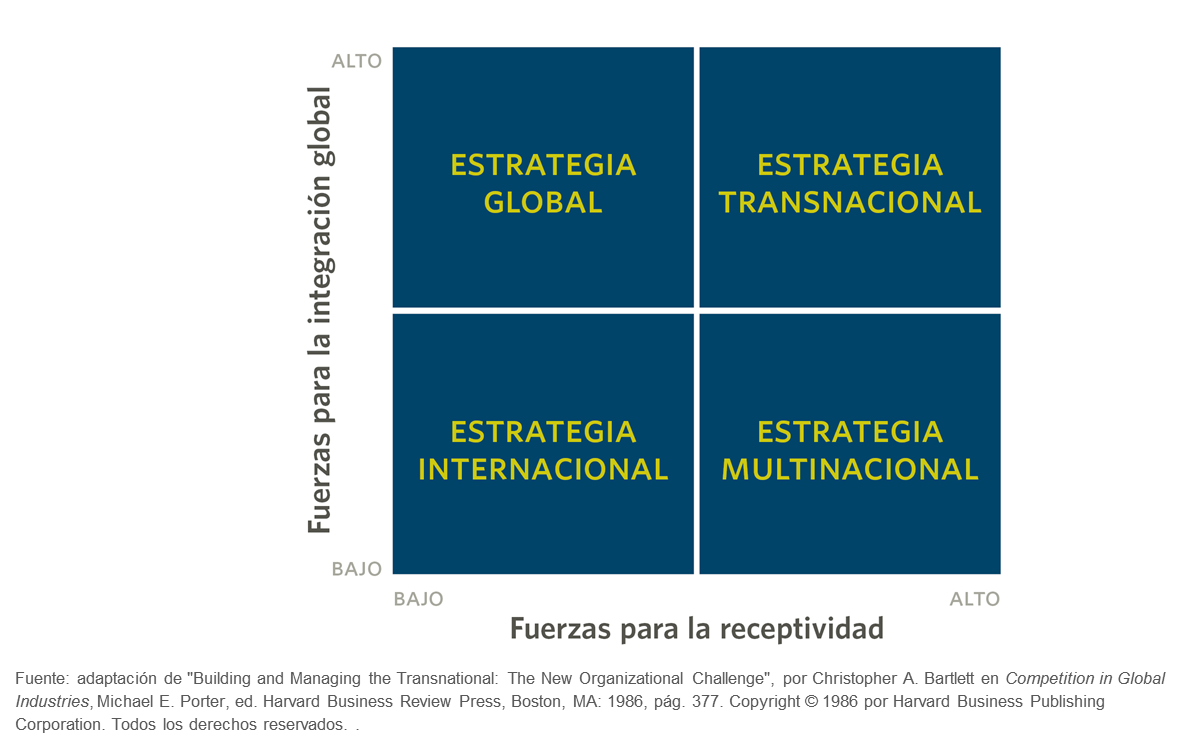 ALTO
Fuerzas para la integración global
ESTRATEGIA
GLOBAL
ESTRATEGIA
TRANSNACIONAL
ESTRATEGIA
INTERNACIONAL
ESTRATEGIA
MULTINACIONAL
BAJO
BAJO
ALTO
Fuerzas para la receptividad
Fuente: adaptación de "Building and Managing the Transnational: The New Organizational Challenge", por Christopher A. Bartlett en Competition in Global
Industries, Michael E. Porter, ed. Harvard Business Review Press, Boston, MA: 1986, pág. 377. Copyright © 1986 por Harvard Business Publishing
Corporation. Todos los derechos reservados. .